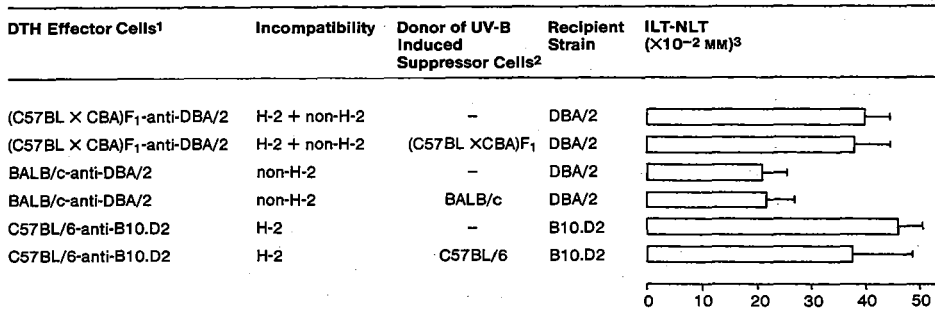 DTH Effector Cells¹ Incompatibility Donor of UV-B Induced Suppressor Cells² Recipient Strain ILT-NLT (×10⁻² MM)³
(C57BL × CBA)F₁-anti-DBA/2 H-2 + non-H-2 – DBA/2
(C57BL × CBA)F₁-anti-DBA/2 H-2 + non-H-2 (C57BL ×CBA)F₁ DBA/2
BALB/c-anti-DBA/2 non-H-2 – DBA/2
BALB/c-anti-DBA/2 non-H-2 BALB/c DBA/2
C57BL/6-anti-B10.D2 H-2 – B10.D2
C57BL/6-anti-B10.D2 H-2 C57BL/6 B10.D2
0 10 20 30 40 50